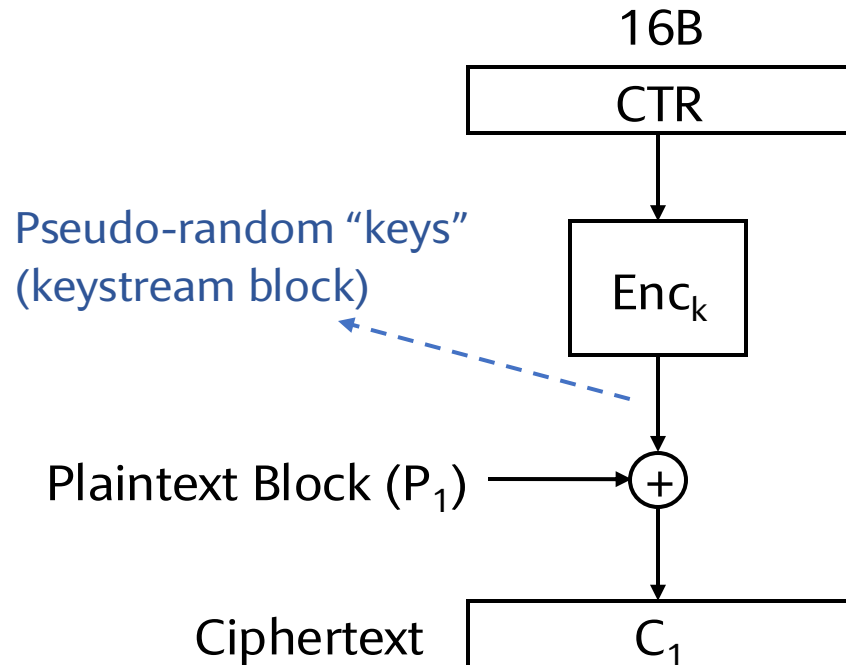 16B
CTR
Pseudo-random “keys”
(keystream block)
Enck
Plaintext Block (P1)
+
Ciphertext
C1